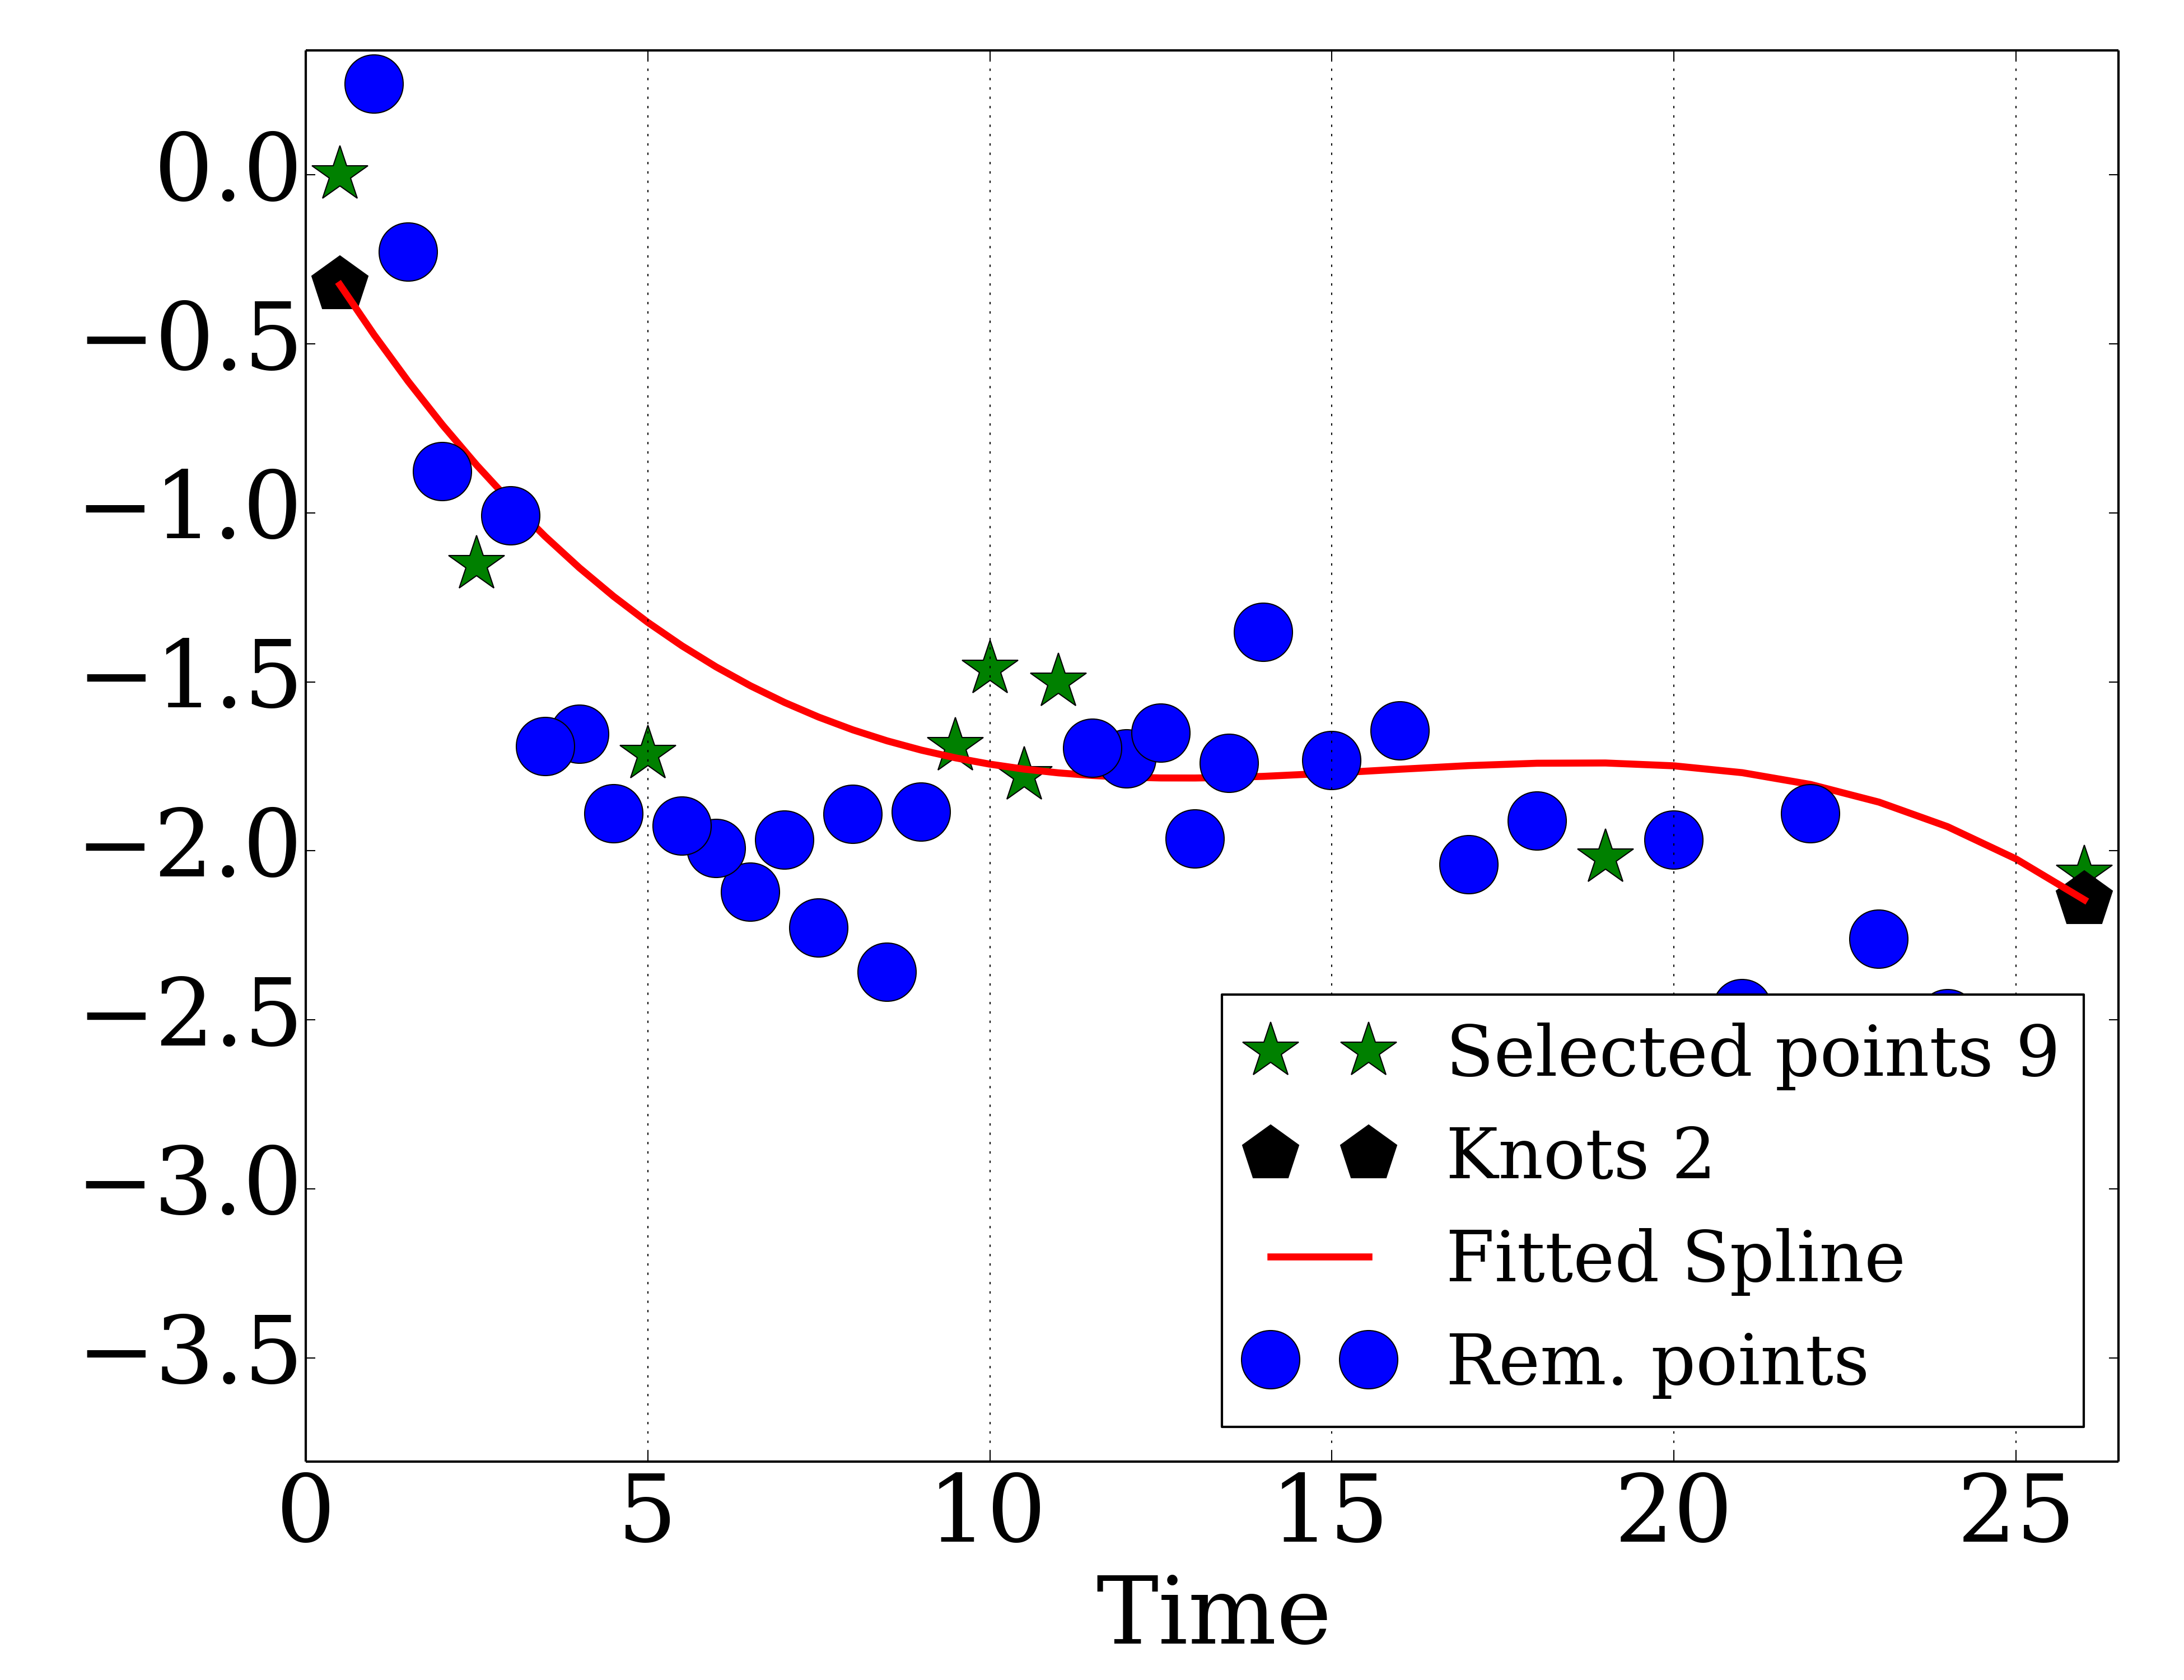 0.0
−0.5
−1.0
−1.5
−2.0
−2.5
−3.0
−3.5
Selected points 9
Knots 2
Fitted Spline
Rem. points
0 5 10 15 20 25
Time